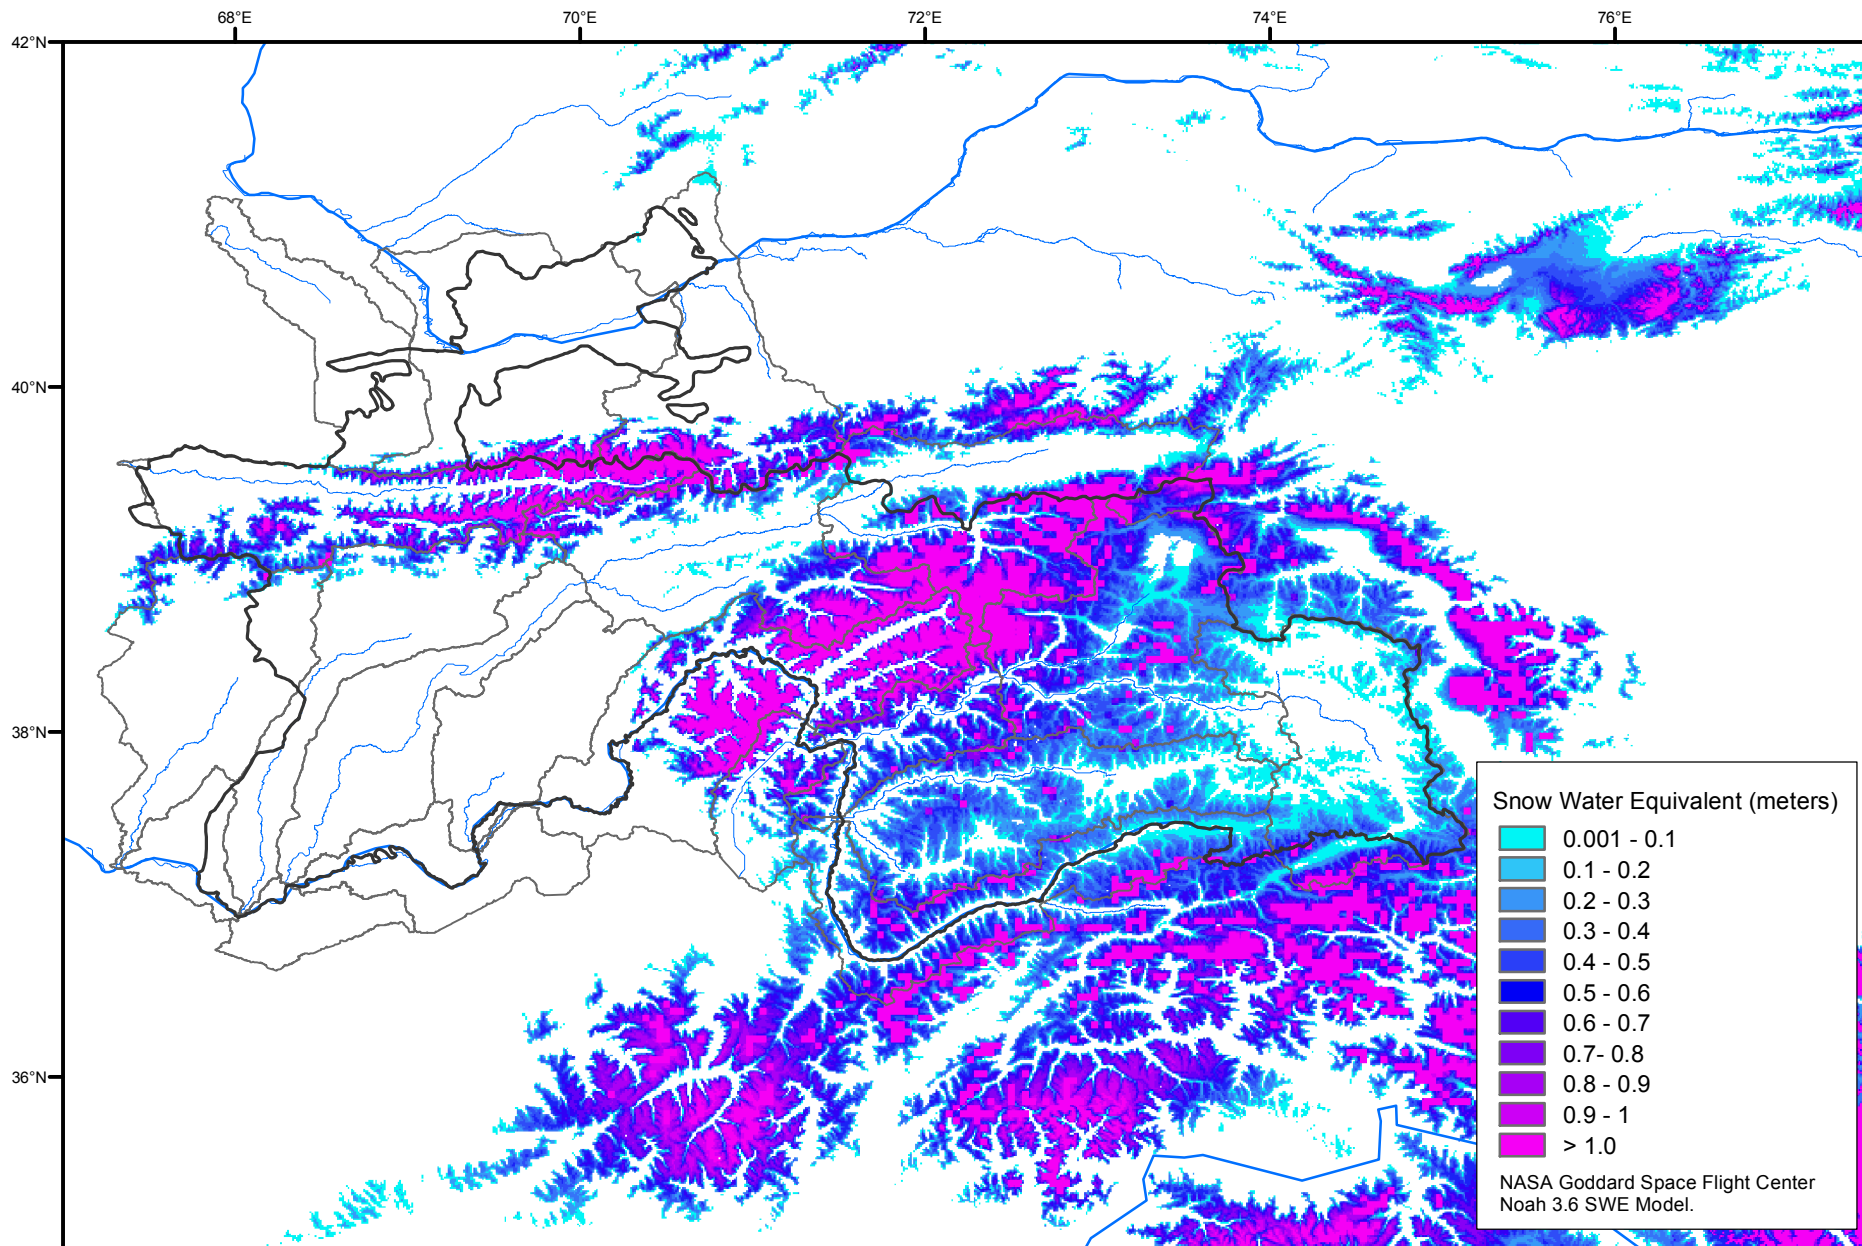 68°E
70°E
72°E
74°E
76°E
42°N
40°N
38°N
36°N
Snow Water Equivalent (meters)
0.001 - 0.1
0.1 - 0.2
0.2 - 0.3
0.3 - 0.4
0.4 - 0.5
0.5 - 0.6
0.6 - 0.7
0.7- 0.8
0.8 - 0.9
0.9 - 1
> 1.0
NASA Goddard Space Flight Center
Noah 3.6 SWE Model.